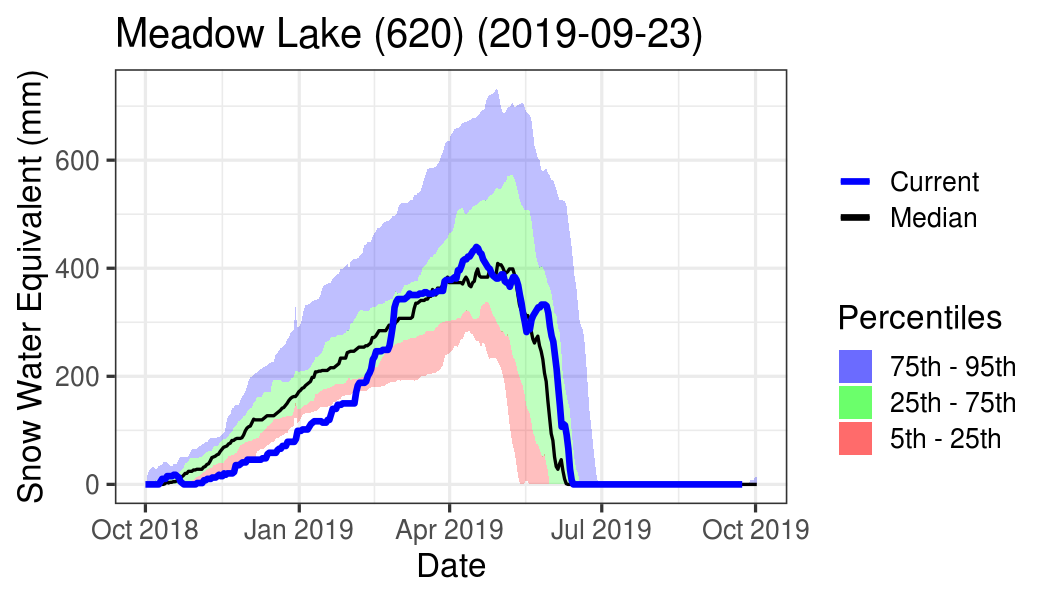 Meadow Lake (620) (2019-09-23)
Snow Water Equivalent (mm)
600
400
200
0
Oct 2018 Jan 2019 Apr 2019 Jul 2019 Oct 2019
Date
Current
Median
Percentiles
75th - 95th
25th - 75th
5th - 25th